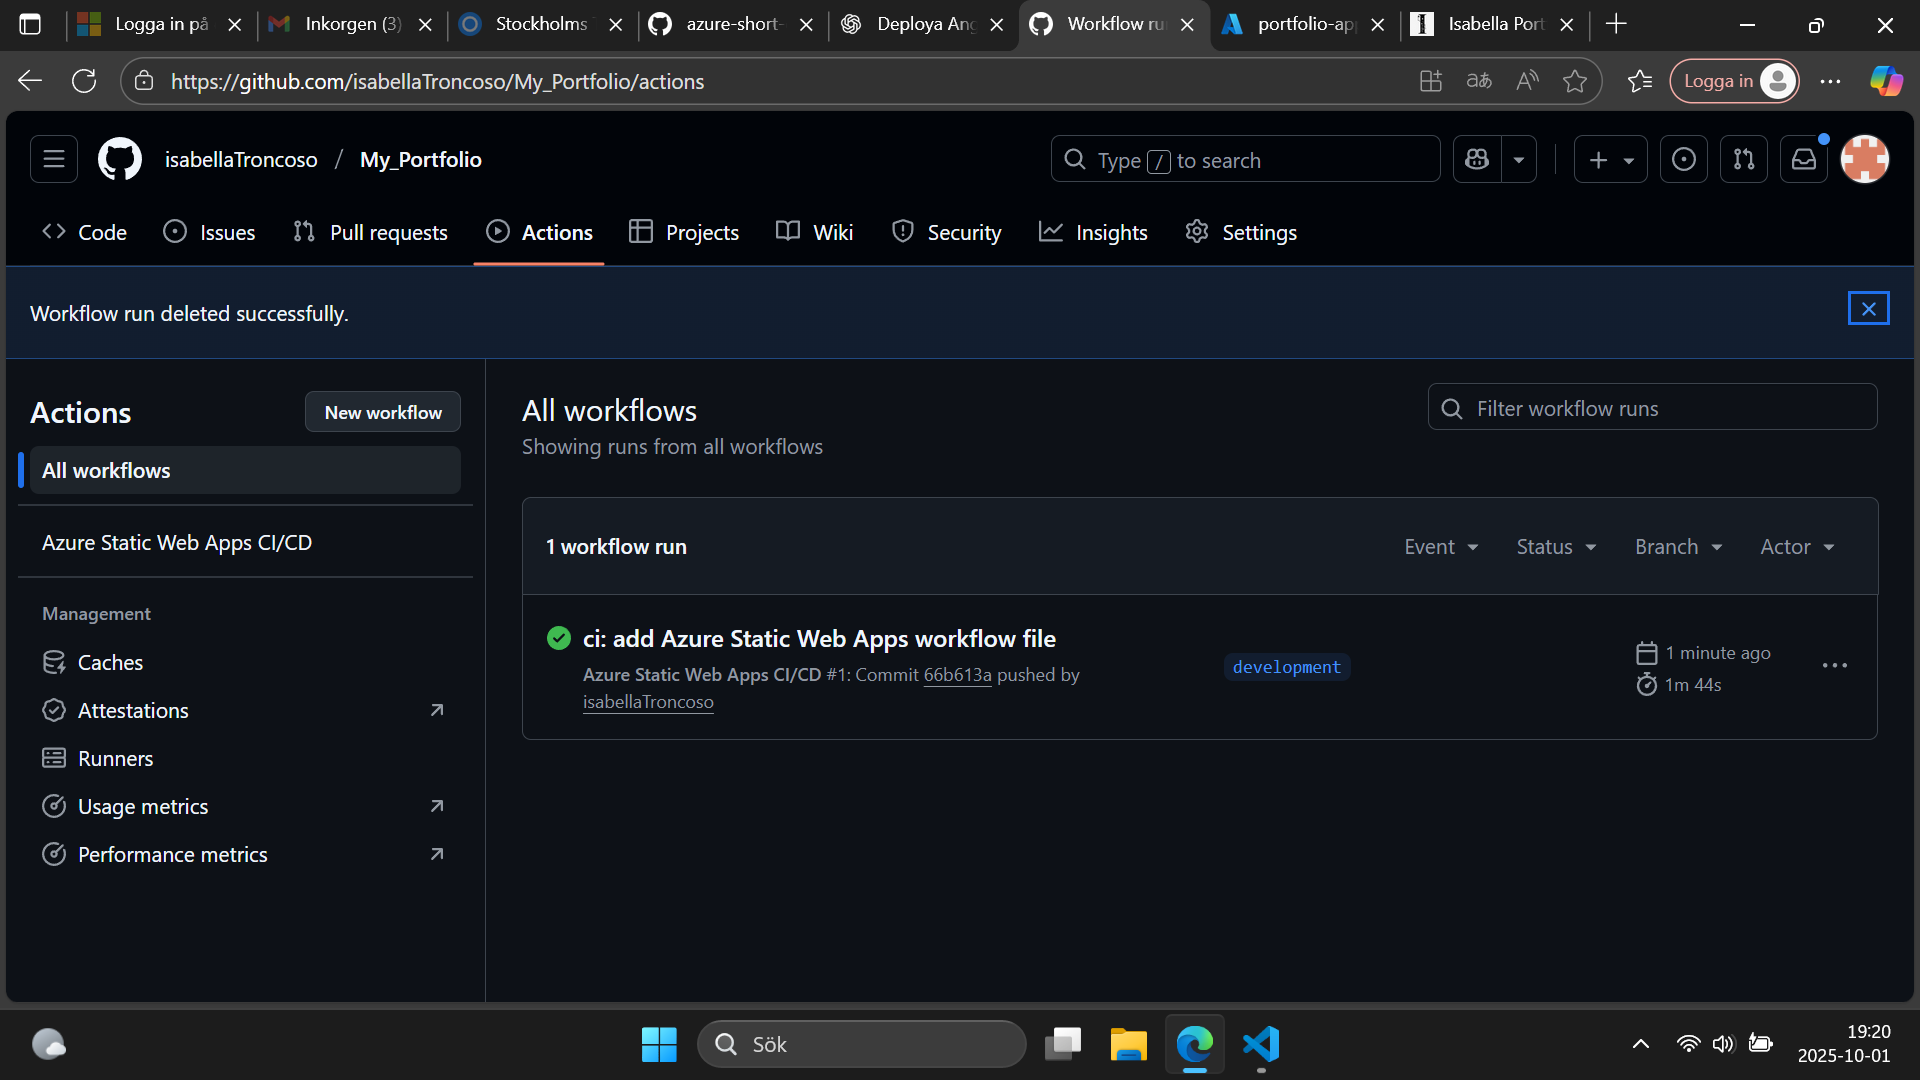 Logga in på
Inkorgen (3)
Stockholms
azure-short-
Deploya Ang
Workflow ru
portfolio-app
Isabella Port
https://github.com/isabellaTroncoso/My_Portfolio/actions
Logga in
isabellaTroncoso / My_Portfolio
Type / to search
Code
Issues
Pull requests
Actions
Projects
Wiki
Security
Insights
Settings
Workflow run deleted successfully.
Actions
New workflow
All workflows
Azure Static Web Apps CI/CD
Management
Caches
Attestations
Runners
Usage metrics
Performance metrics
All workflows
Showing runs from all workflows
Filter workflow runs
1 workflow run
Event
Status
Branch
Actor
ci: add Azure Static Web Apps workflow file
Azure Static Web Apps CI/CD #1: Commit 66b613a pushed by
isabellaTroncoso
development
1 minute ago
1m 44s
Sök
19:20
2025-10-01